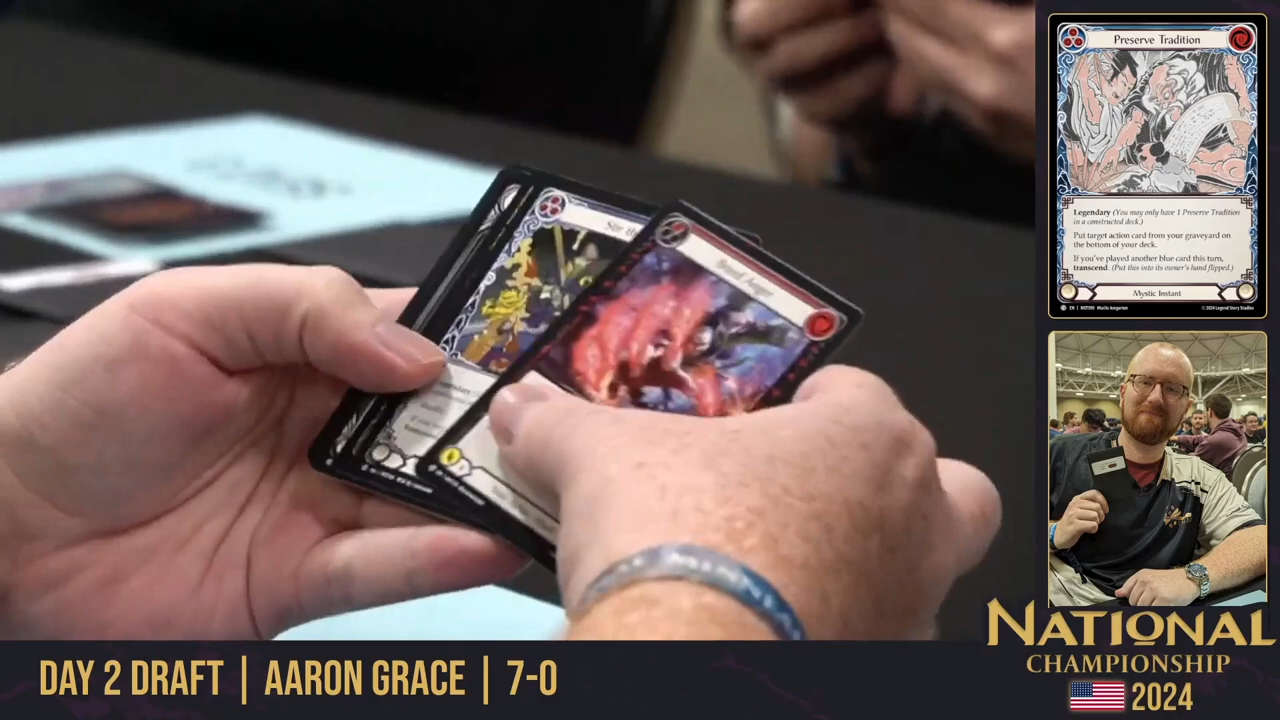 Preserve Tradition
Legendary (You may only have 1 Preserve Tradition
in a constructed deck.)
Put target action card from your graveyard on
the bottom of your deck.
If you've played another blue card this turn,
transcend. (Put this into its owner's hand flipped.)
Mystic Instant
NATIONAL
CHAMPIONSHIP
2024
DAY 2 DRAFT | AARON GRACE | 7-0